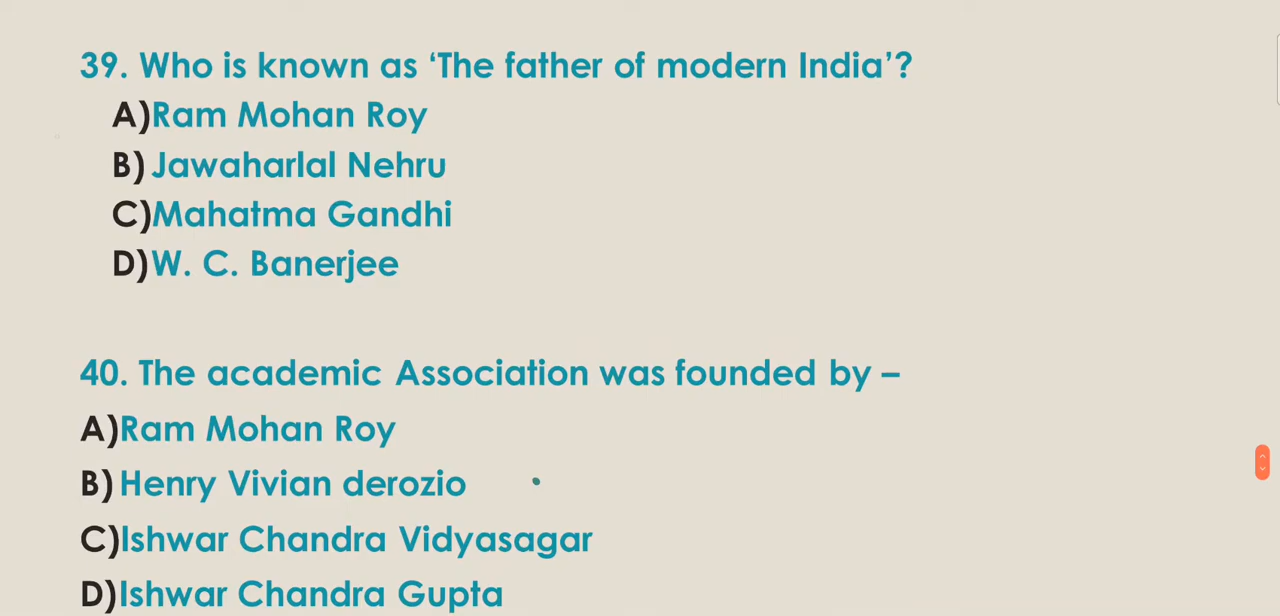 39. Who is known as ‘The father of modern India’?
A)Ram Mohan Roy
B) Jawaharlal Nehru
C)Mahatma Gandhi
D)W. C. Banerjee
40. The academic Association was founded by –
A)Ram Mohan Roy
B) Henry Vivian derozio
C)Ishwar Chandra Vidyasagar
D)Ishwar Chandra Gupta